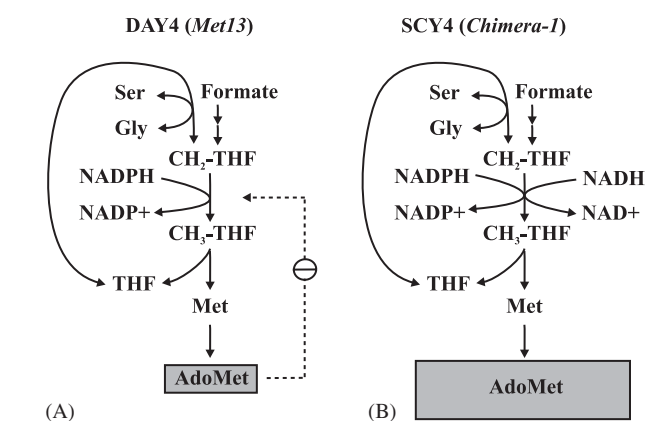 DAY4 (Met13)
Ser
Formate
Gly
CH₂-THF
NADPH
NADP+
CH₃-THF
THF
Met
AdoMet
(A)
SCY4 (Chimera-1)
Ser
Formate
Gly
CH₂-THF
NADPH
NADH
NADP+
NAD+
CH₃-THF
THF
Met
AdoMet
(B)